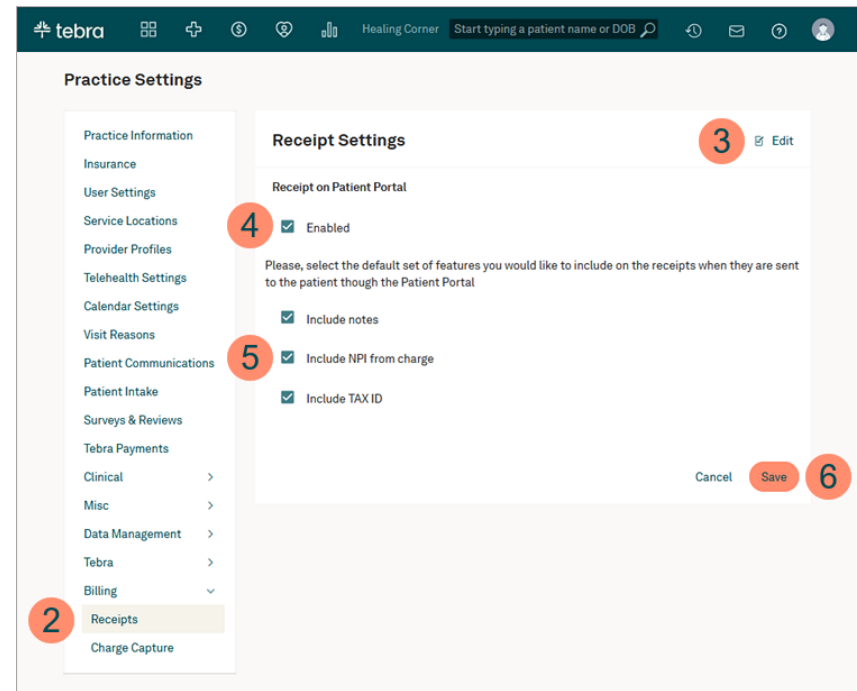 tebra
Healing Corner
Start typing a patient name or DOB
Practice Settings
Practice Information
Insurance
User Settings
Service Locations
Provider Profiles
Telehealth Settings
Calendar Settings
Visit Reasons
Patient Communications
Patient Intake
Surveys & Reviews
Tebra Payments
Clinical
Misc
Data Management
Tebra
Billing
2
Receipts
Charge Capture
Receipt Settings
3
Edit
Receipt on Patient Portal
4
Enabled
Please, select the default set of features you would like to include on the receipts when they are sent
to the patient though the Patient Portal
Include notes
5
Include NPI from charge
Include TAX ID
Cancel
Save
6